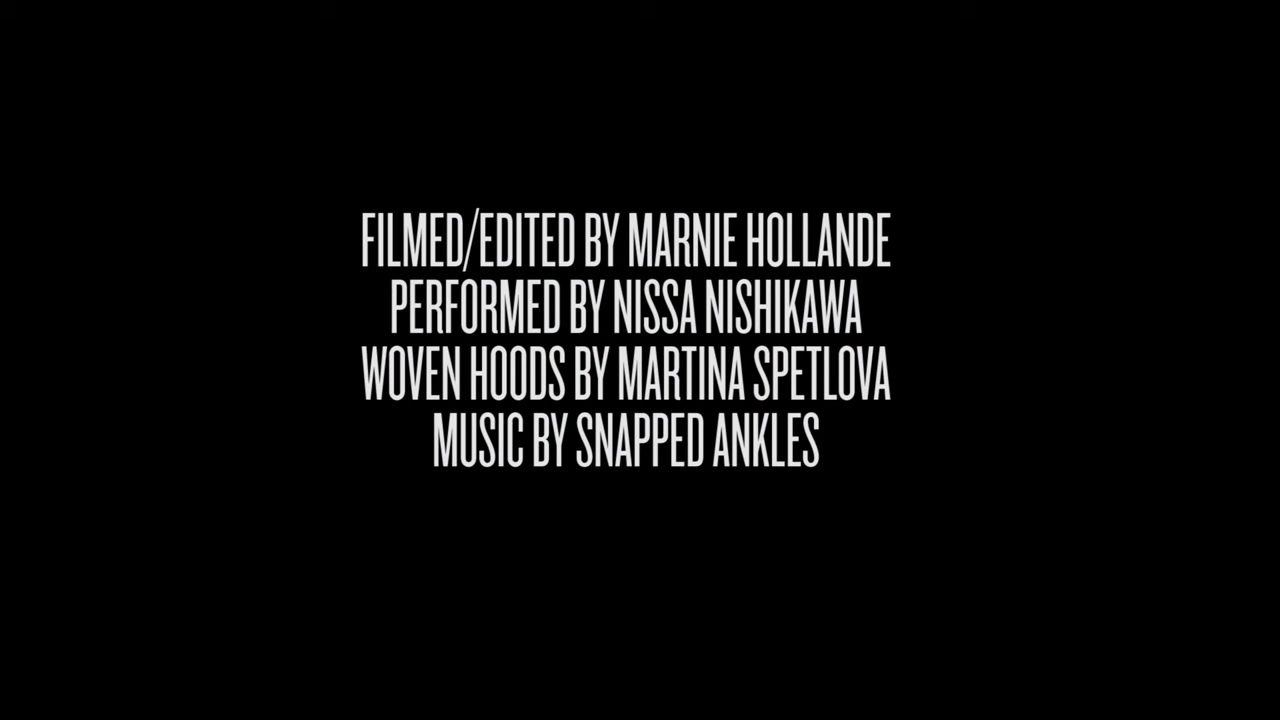 FILMED/EDITED BY MARNIE HOLLANDE
PERFORMED BY NISSA NISHIKAWA
WOVEN HOODS BY MARTINA SPETLOVA
MUSIC BY SNAPPED ANKLES